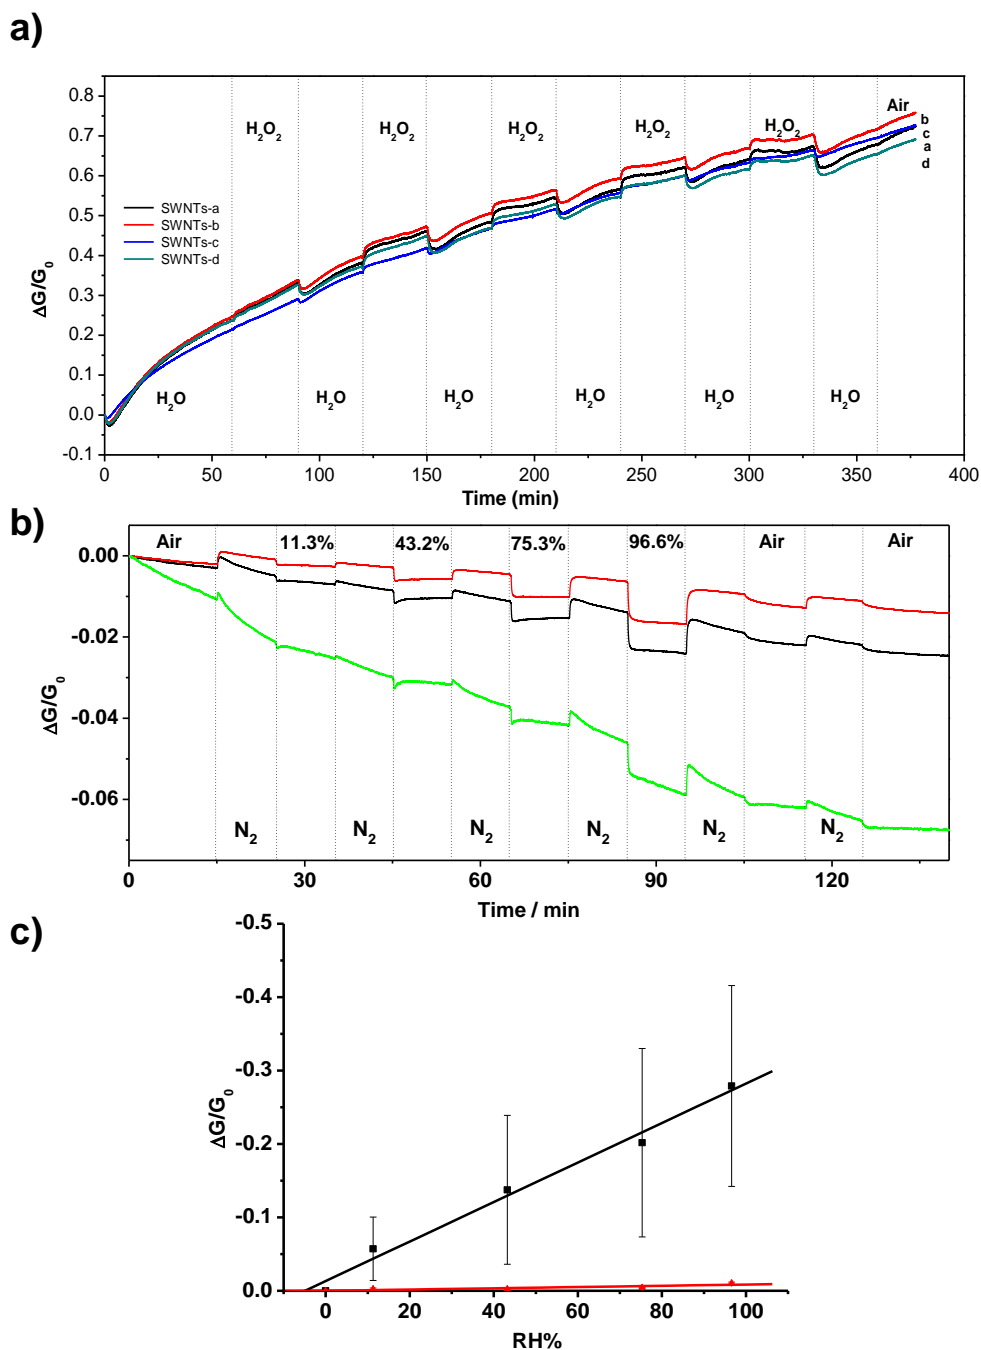 a)
0.8
0.7
0.6
0.5
0.4
0.3
0.2
0.1
0.0
-0.1
ΔG/G₀
H₂O₂ H₂O₂ H₂O₂ H₂O₂ H₂O₂ Air
b
c
a
d
SWNTs-a
SWNTs-b
SWNTs-c
SWNTs-d
H₂O H₂O H₂O H₂O H₂O H₂O
0 50 100 150 200 250 300 350 400
Time (min)
b)
Air 11.3% 43.2% 75.3% 96.6% Air Air
0.00
-0.02
-0.04
-0.06
ΔG/G₀
N₂ N₂ N₂ N₂ N₂ N₂
0 30 60 90 120
Time / min
c)
-0.5
-0.4
-0.3
-0.2
-0.1
0.0
ΔG/G₀
0 20 40 60 80 100
RH%